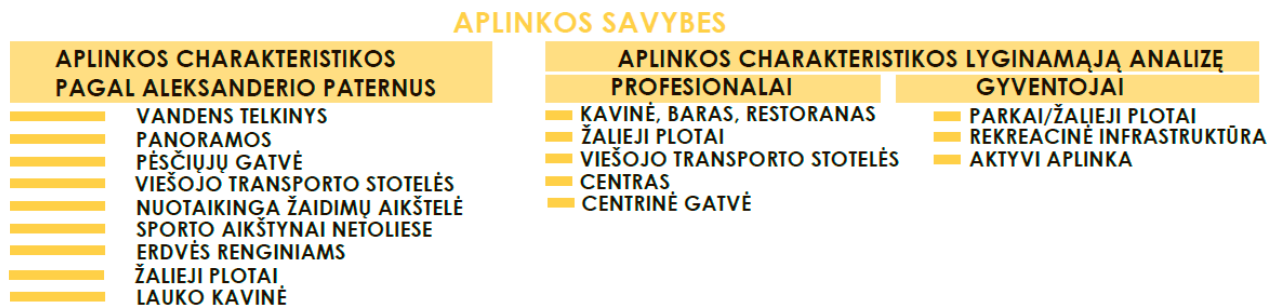 APLINKOS SAVYBES
APLINKOS CHARAKTERISTIKOS
PAGAL ALEKSANDERIO PATERNUS
VANDENS TELKINYS
PANORAMOS
PĖSČIŲJŲ GATVĖ
VIEŠOJO TRANSPORTO STOTELĖS
NUOTAIKINGA ŽAIDIMŲ AIKŠTELĖ
SPORTO AIKŠTYNAI NETOLIESE
ERDVĖS RENGINIAMS
ŽALIEJI PLOTAI
LAUKO KAVINĖ
APLINKOS CHARAKTERISTIKOS LYGINAMĄJĄ ANALIZĘ
PROFESIONALAI
KAVINĖ, BARAS, RESTORANAS
ŽALIEJI PLOTAI
VIEŠOJO TRANSPORTO STOTELĖS
CENTRAS
CENTRINĖ GATVĖ
GYVENTOJAI
PARKAI/ŽALIEJI PLOTAI
REKREACINĖ INFRASTRUKTŪRA
AKTYVI APLINKA